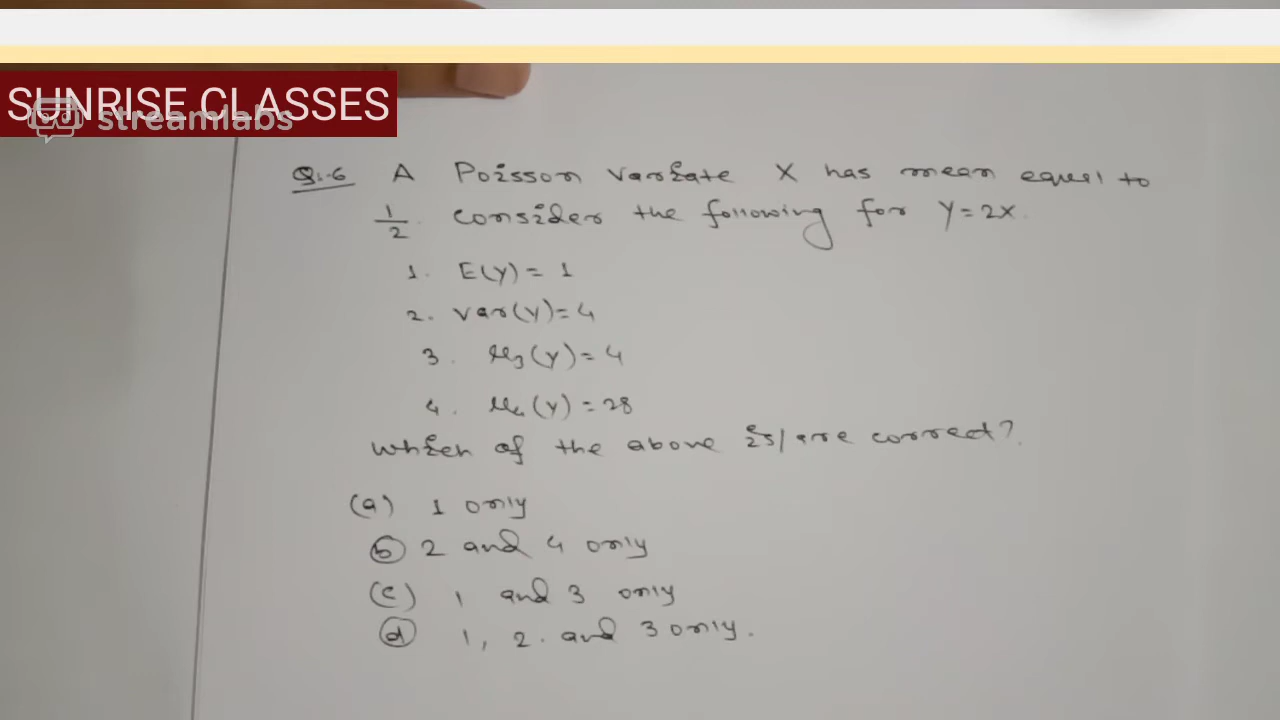 SUNRISE CLASSES
streamlabs
Q:-6 A Poisson variate X has mean equal to
1/2. consider the following for Y=2X.
1. E(Y)= 1
2. var(Y)=4
3. μ₃(Y)=4
4. μ₄(Y)=28
which of the above is/are correct?
(a) 1 only
(b) 2 and 4 only
(c) 1 and 3 only
(d) 1, 2. and 3 only.